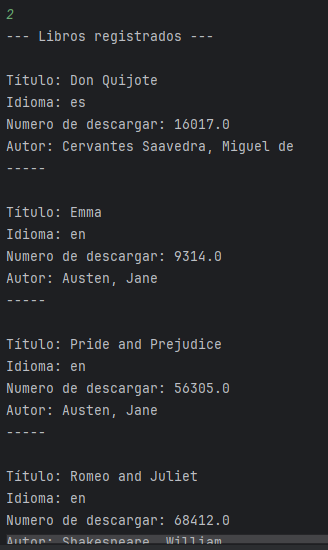 2
--- Libros registrados ---
Título: Don Quijote
Idioma: es
Numero de descargar: 16017.0
Autor: Cervantes Saavedra, Miguel de
-----
Título: Emma
Idioma: en
Numero de descargar: 9314.0
Autor: Austen, Jane
-----
Título: Pride and Prejudice
Idioma: en
Numero de descargar: 56305.0
Autor: Austen, Jane
-----
Título: Romeo and Juliet
Idioma: en
Numero de descargar: 68412.0
Autor: Shakespeare, William